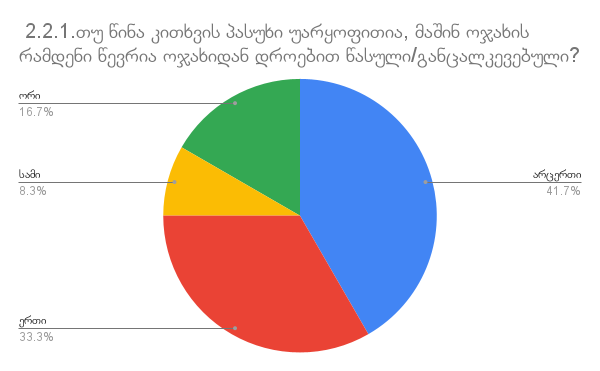 2.2.1.თუ წინა კითხვის პასუხი უარყოფითია, მაშინ ოჯახის
რამდენი წევრია ოჯახიდან დროებით წასული/განცალკევებული?
ორი
16.7%
სამი
8.3%
არცერთი
41.7%
ერთი
33.3%